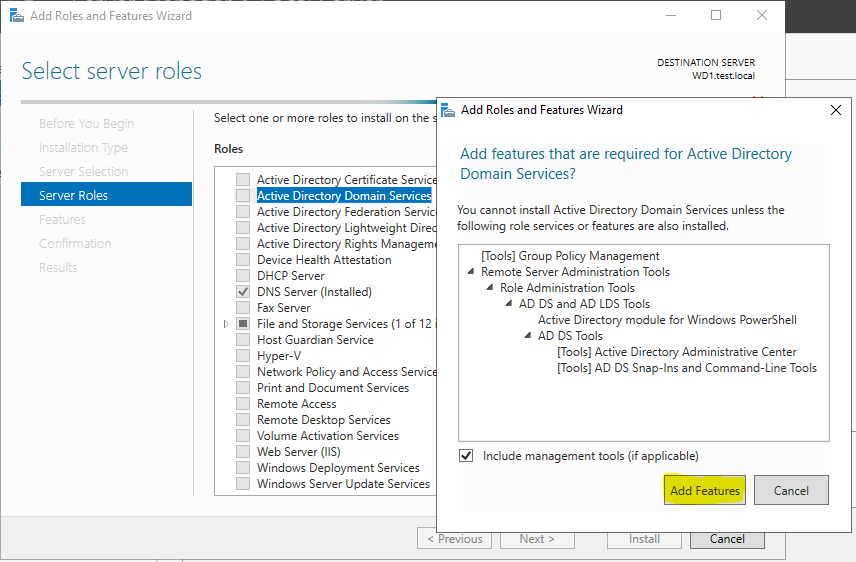 Add Roles and Features Wizard
Select server roles
DESTINATION SERVER
WD1.test.local
Before You Begin
Installation Type
Server Selection
Server Roles
Features
Confirmation
Results
Select one or more roles to install on the s
Roles
Active Directory Certificate Service
Active Directory Domain Services
Active Directory Federation Servic
Active Directory Lightweight Direc
Active Directory Rights Manageme
Device Health Attestation
DHCP Server
DNS Server (Installed)
Fax Server
File and Storage Services (1 of 12 i
Host Guardian Service
Hyper-V
Network Policy and Access Service
Print and Document Services
Remote Access
Remote Desktop Services
Volume Activation Services
Web Server (IIS)
Windows Deployment Services
Windows Server Update Services
< Previous
Next >
Install
Cancel
Add Roles and Features Wizard
Add features that are required for Active Directory
Domain Services?
You cannot install Active Directory Domain Services unless the
following role services or features are also installed.
[Tools] Group Policy Management
Remote Server Administration Tools
Role Administration Tools
AD DS and AD LDS Tools
Active Directory module for Windows PowerShell
AD DS Tools
[Tools] Active Directory Administrative Center
[Tools] AD DS Snap-Ins and Command-Line Tools
Include management tools (if applicable)
Add Features
Cancel